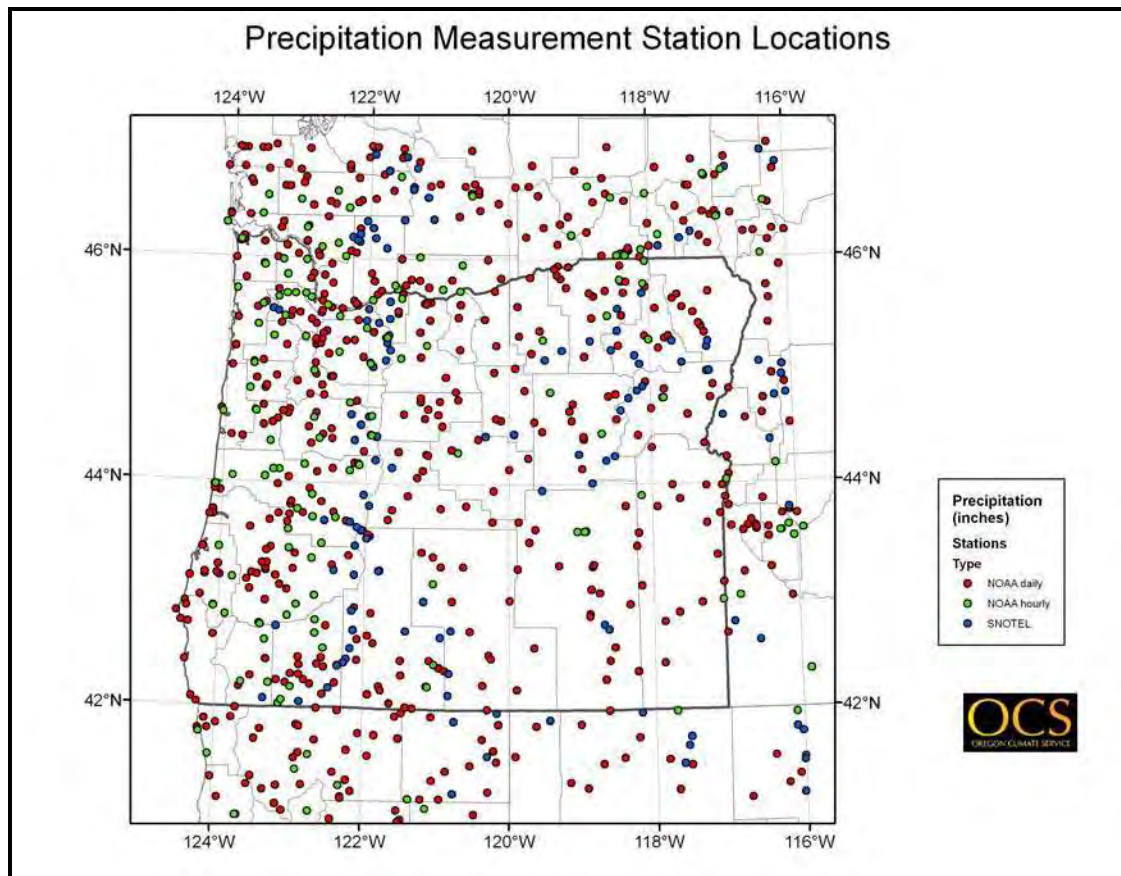 Precipitation Measurement Station Locations
124°W 122°W 120°W 118°W 116°W
46°N 46°N
44°N 44°N
42°N 42°N
124°W 122°W 120°W 118°W 116°W
Precipitation
(inches)
Stations
Type
NOAA daily
NOAA hourly
SNOTEL
OCS
OREGON CLIMATE SERVICE